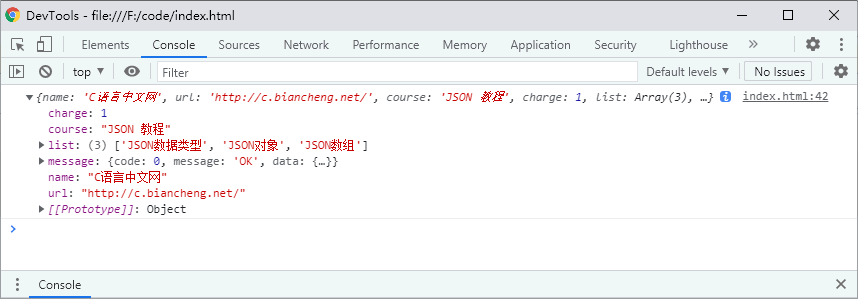 DevTools - file:///F:/code/index.html
Elements Console Sources Network Performance Memory Application Security Lighthouse »
top ▼ Filter Default levels ▼ No Issues
▼{name: 'C语言中文网', url: 'http://c.biancheng.net/', course: 'JSON 教程', charge: 1, list: Array(3), …} i index.html:42
charge: 1
course: "JSON 教程"
▶ list: (3) ['JSON数据类型', 'JSON对象', 'JSON数组']
▶ message: {code: 0, message: 'OK', data: {…}}
name: "C语言中文网"
url: "http://c.biancheng.net/"
▶ [[Prototype]]: Object
>
Console